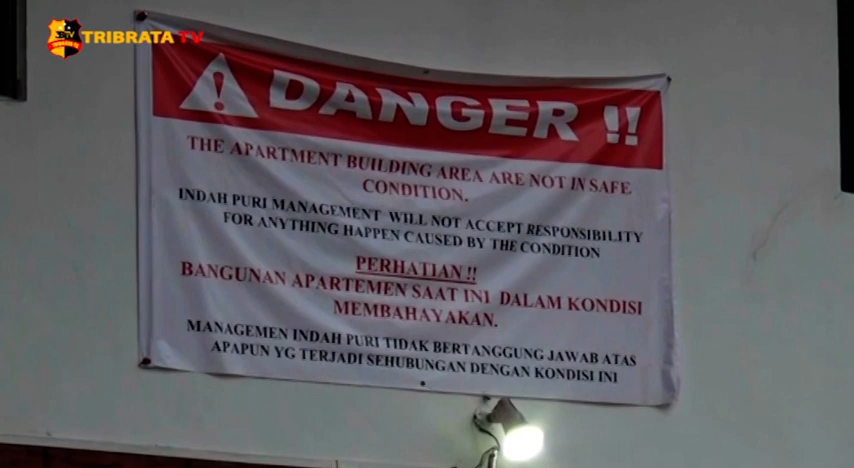 TRIBRATA TV
DANGER !!
THE APARTMENT BUILDING AREA ARE NOT IN SAFE
CONDITION.
INDAH PURI MANAGEMENT WILL NOT ACCEPT RESPONSIBILITY
FOR ANYTHING HAPPEN CAUSED BY THE CONDITION
PERHATIAN !!
BANGUNAN APARTEMEN SAAT INI DALAM KONDISI
MEMBAHAYAKAN.
MANAGEMEN INDAH PURI TIDAK BERTANGGUNG JAWAB ATAS
APAPUN YG TERJADI SEHUBUNGAN DENGAN KONDISI INI